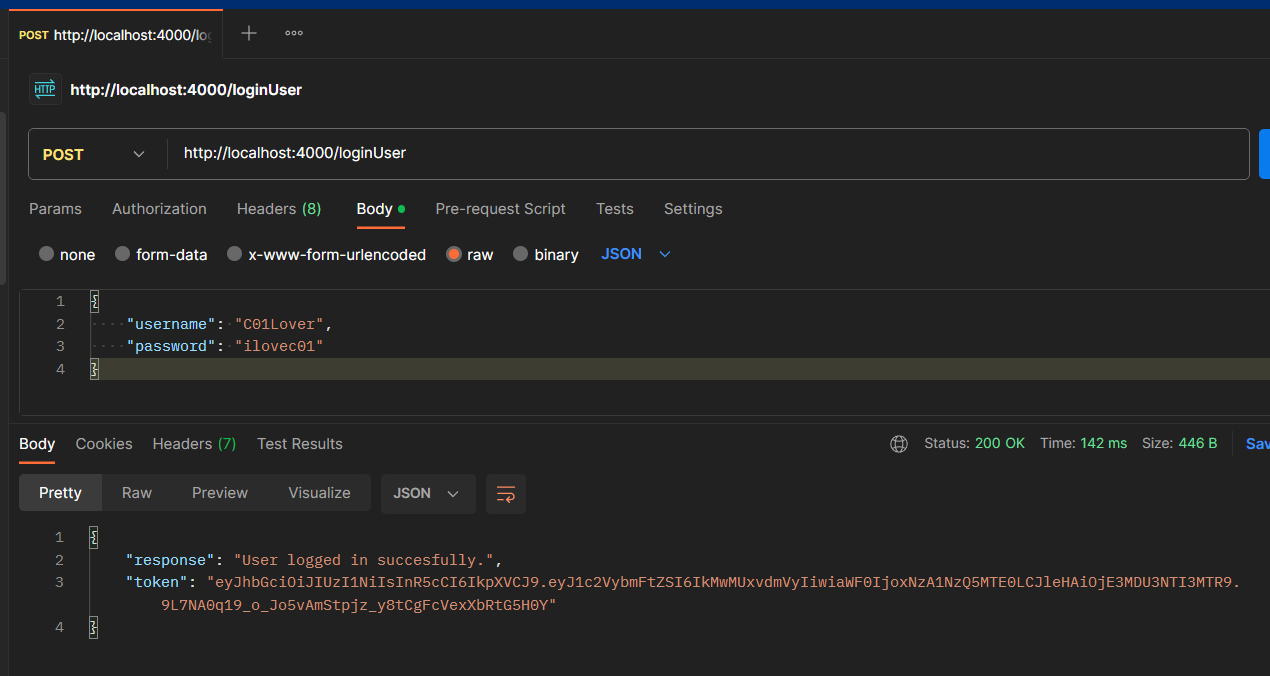 POST http://localhost:4000/log
HTTP http://localhost:4000/loginUser
POST http://localhost:4000/loginUser
Params Authorization Headers (8) Body Pre-request Script Tests Settings
none form-data x-www-form-urlencoded raw binary JSON
1 {
2 "username": "C01Lover",
3 "password": "ilovec01"
4 }
Body Cookies Headers (7) Test Results Status: 200 OK Time: 142 ms Size: 446 B Sav
Pretty Raw Preview Visualize JSON
1 {
2 "response": "User logged in succesfully.",
3 "token": "eyJhbGciOiJIUzI1NiIsInR5cCI6IkpXVCJ9.eyJ1c2VybmFtZSI6IkMwMUxvdmVyIiwiaWF0IjoxNzA1NzQ5MTE0LCJleHAiOjE3MDU3NTI3MTR9.
9L7NA0q19_o_Jo5vAmStpjz_y8tCgFcVexXbRtG5H0Y"
4 }